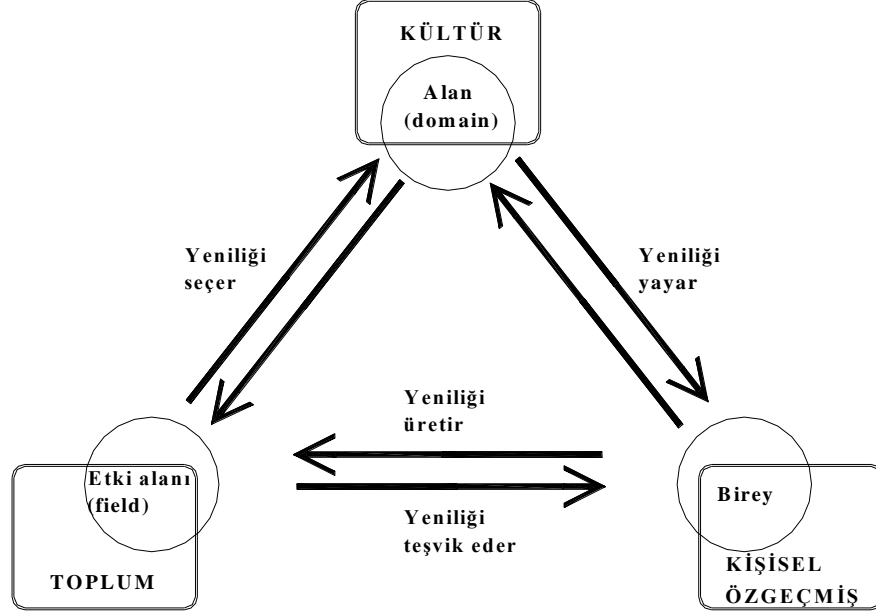 KÜLTÜR
Alan
(domain)
Yeniliği
seçer
Yeniliği
yayar
Yeniliği
üretir
Etki alanı
(field)
Birey
Yeniliği
teşvik eder
TOPLUM
KİŞİSEL
ÖZGEÇMİŞ